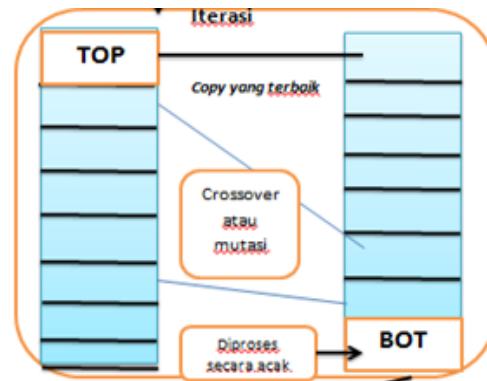 Iterasi
TOP
Copy yang terbaik
Crossover
atau
mutasi
Diproses
secara acak
BOT